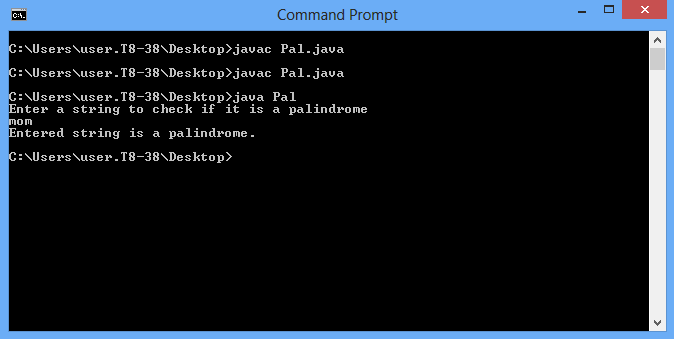 Command Prompt
C:\Users\user.T8-38\Desktop>javac Pal.java
C:\Users\user.T8-38\Desktop>javac Pal.java
C:\Users\user.T8-38\Desktop>java Pal
Enter a string to check if it is a palindrome
mom
Entered string is a palindrome.
C:\Users\user.T8-38\Desktop>